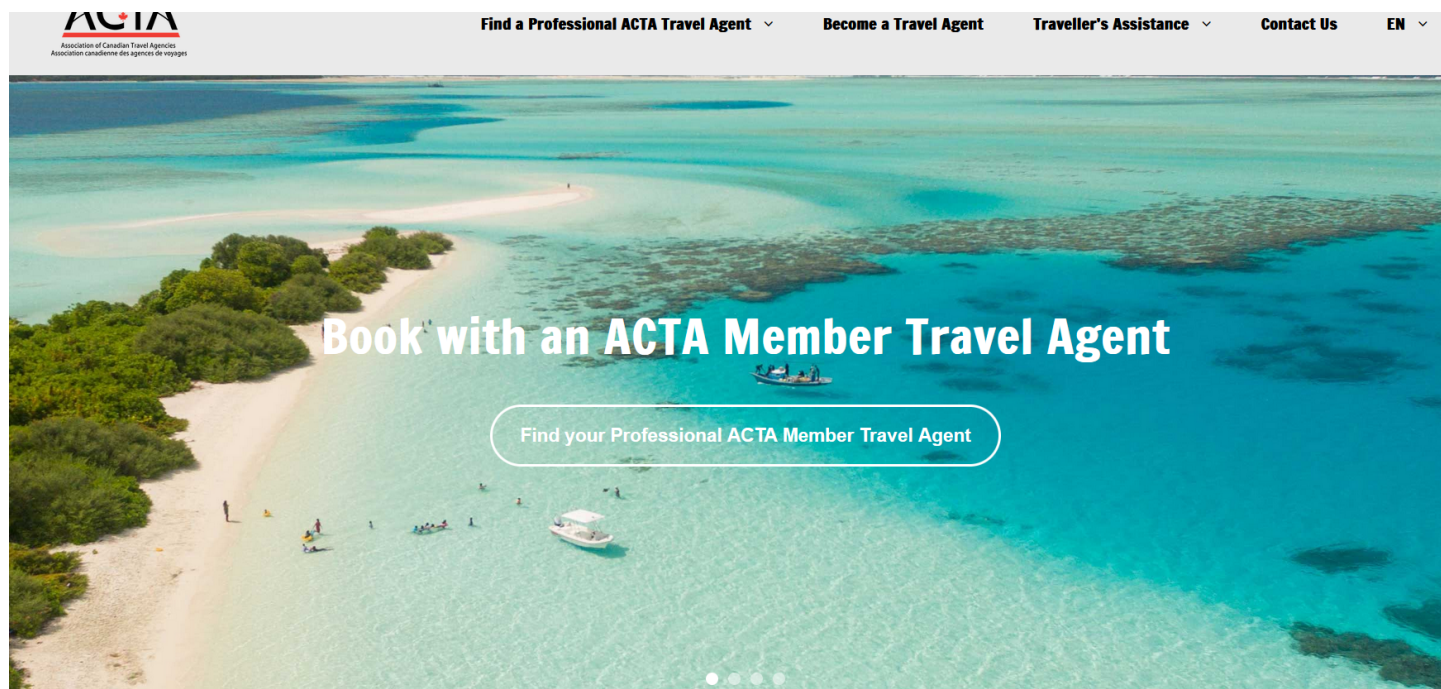 ACTA
Association of Canadian Travel Agencies
Association canadienne des agences de voyages
Find a Professional ACTA Travel Agent
Become a Travel Agent
Traveller's Assistance
Contact Us
EN
Book with an ACTA Member Travel Agent
Find your Professional ACTA Member Travel Agent